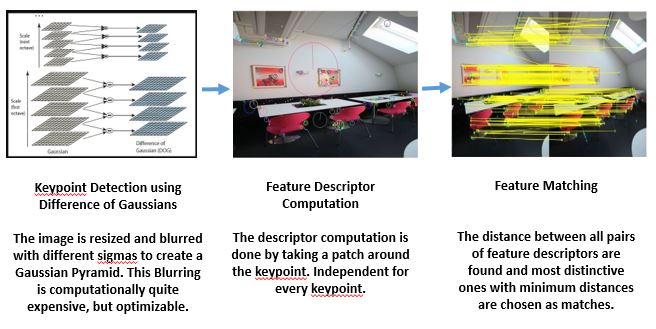 ...
Scale
(next
octave)
Scale
(first
octave)
Gaussian
Difference of
Gaussian (DOG)
Keypoint Detection using
Difference of Gaussians
The image is resized and blurred
with different sigmas to create a
Gaussian Pyramid. This Blurring
is computationally quite
expensive, but optimizable.
Feature Descriptor
Computation
The descriptor computation is
done by taking a patch around
the keypoint. Independent for
every keypoint.
Feature Matching
The distance between all pairs
of feature descriptors are
found and most distinctive
ones with minimum distances
are chosen as matches.